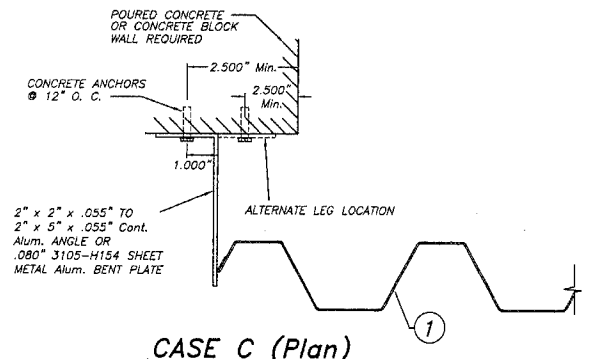 POURED CONCRETE
OR CONCRETE BLOCK
WALL REQUIRED
2.500" Min.
CONCRETE ANCHORS
@ 12" O. C.
2.500"
Min.
1.000"
2" x 2" x .055" TO
2" x 5" x .055" Cont.
Alum. ANGLE OR
.080" 3105-H154 SHEET
METAL Alum. BENT PLATE
ALTERNATE LEG LOCATION
1
CASE C (Plan)